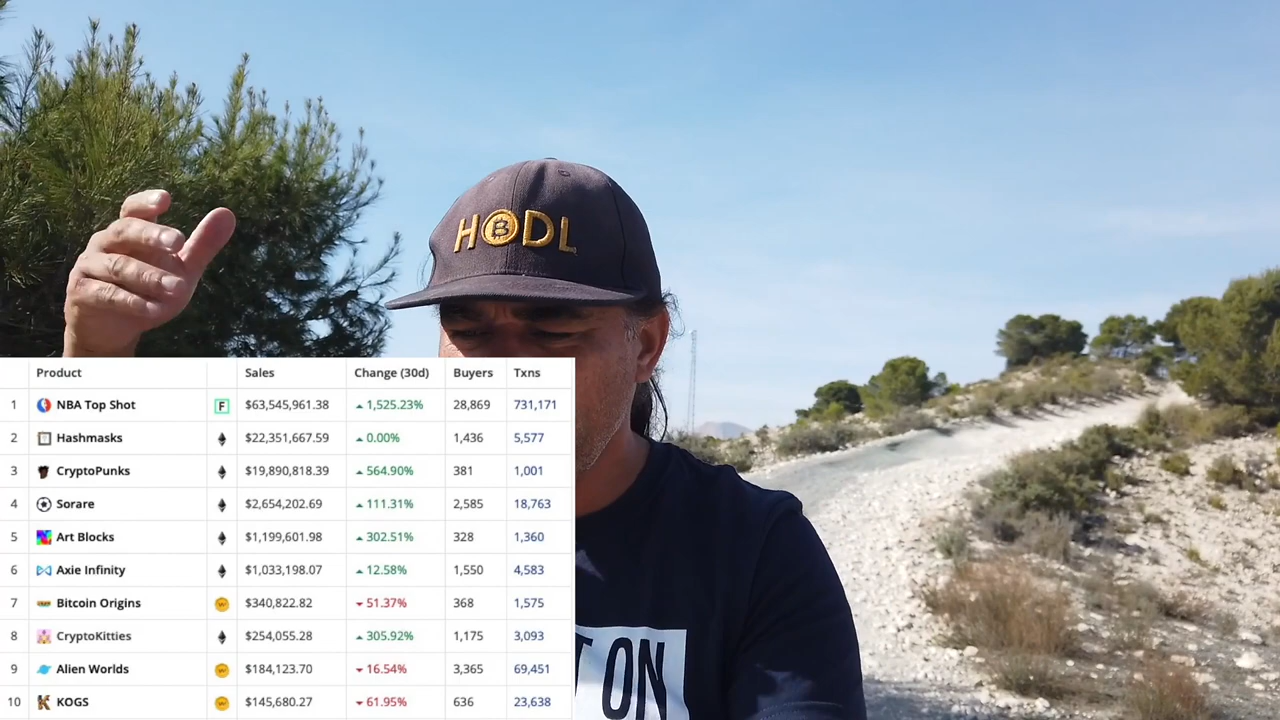 HODL
Product Sales Change (30d) Buyers Txns
1 NBA Top Shot F $63,545,961.38 1,525.23% 28,869 731,171
2 Hashmasks $22,351,667.59 0.00% 1,436 5,577
3 CryptoPunks $19,890,818.39 564.90% 381 1,001
4 Sorare $2,654,202.69 111.31% 2,585 18,763
5 Art Blocks $1,199,601.98 302.51% 328 1,360
6 Axie Infinity $1,033,198.07 12.58% 1,550 4,583
7 Bitcoin Origins $340,822.82 51.37% 368 1,575
8 CryptoKitties $254,055.28 305.92% 1,175 3,093
9 Alien Worlds $184,123.70 16.54% 3,365 69,451
10 KOGS $145,680.27 61.95% 636 23,638
ON